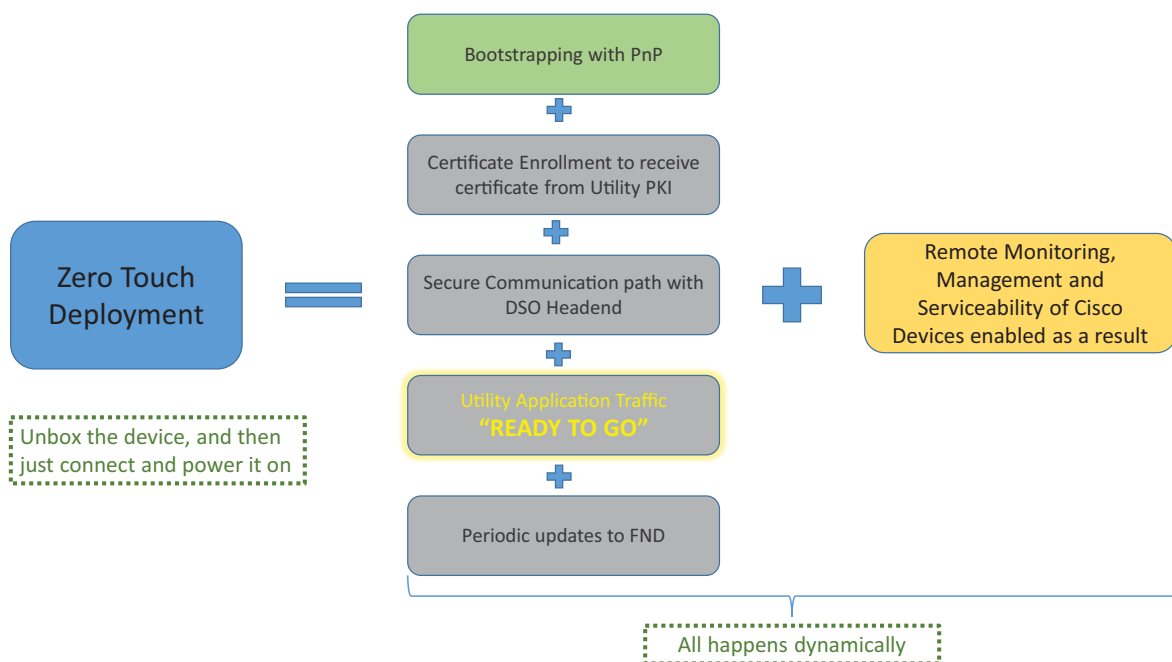 Bootstrapping with PnP
Certificate Enrollment to receive
certificate from Utility PKI
Zero Touch
Deployment
Secure Communication path with
DSO Headend
Remote Monitoring,
Management and
Serviceability of Cisco
Devices enabled as a result
Utility Application Traffic
“READY TO GO”
Unbox the device, and then
just connect and power it on
Periodic updates to FND
All happens dynamically